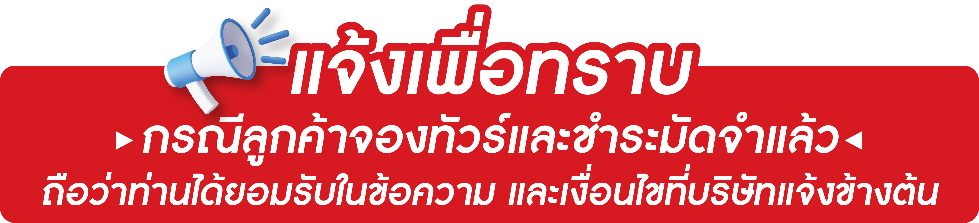 แจ้งเพื่อทราบ
กรณีลูกค้าจองทัวร์และชำระมัดจำแล้ว
ถือว่าท่านได้ยอมรับในข้อความ และเงื่อนไขที่บริษัทแจ้งข้างต้น